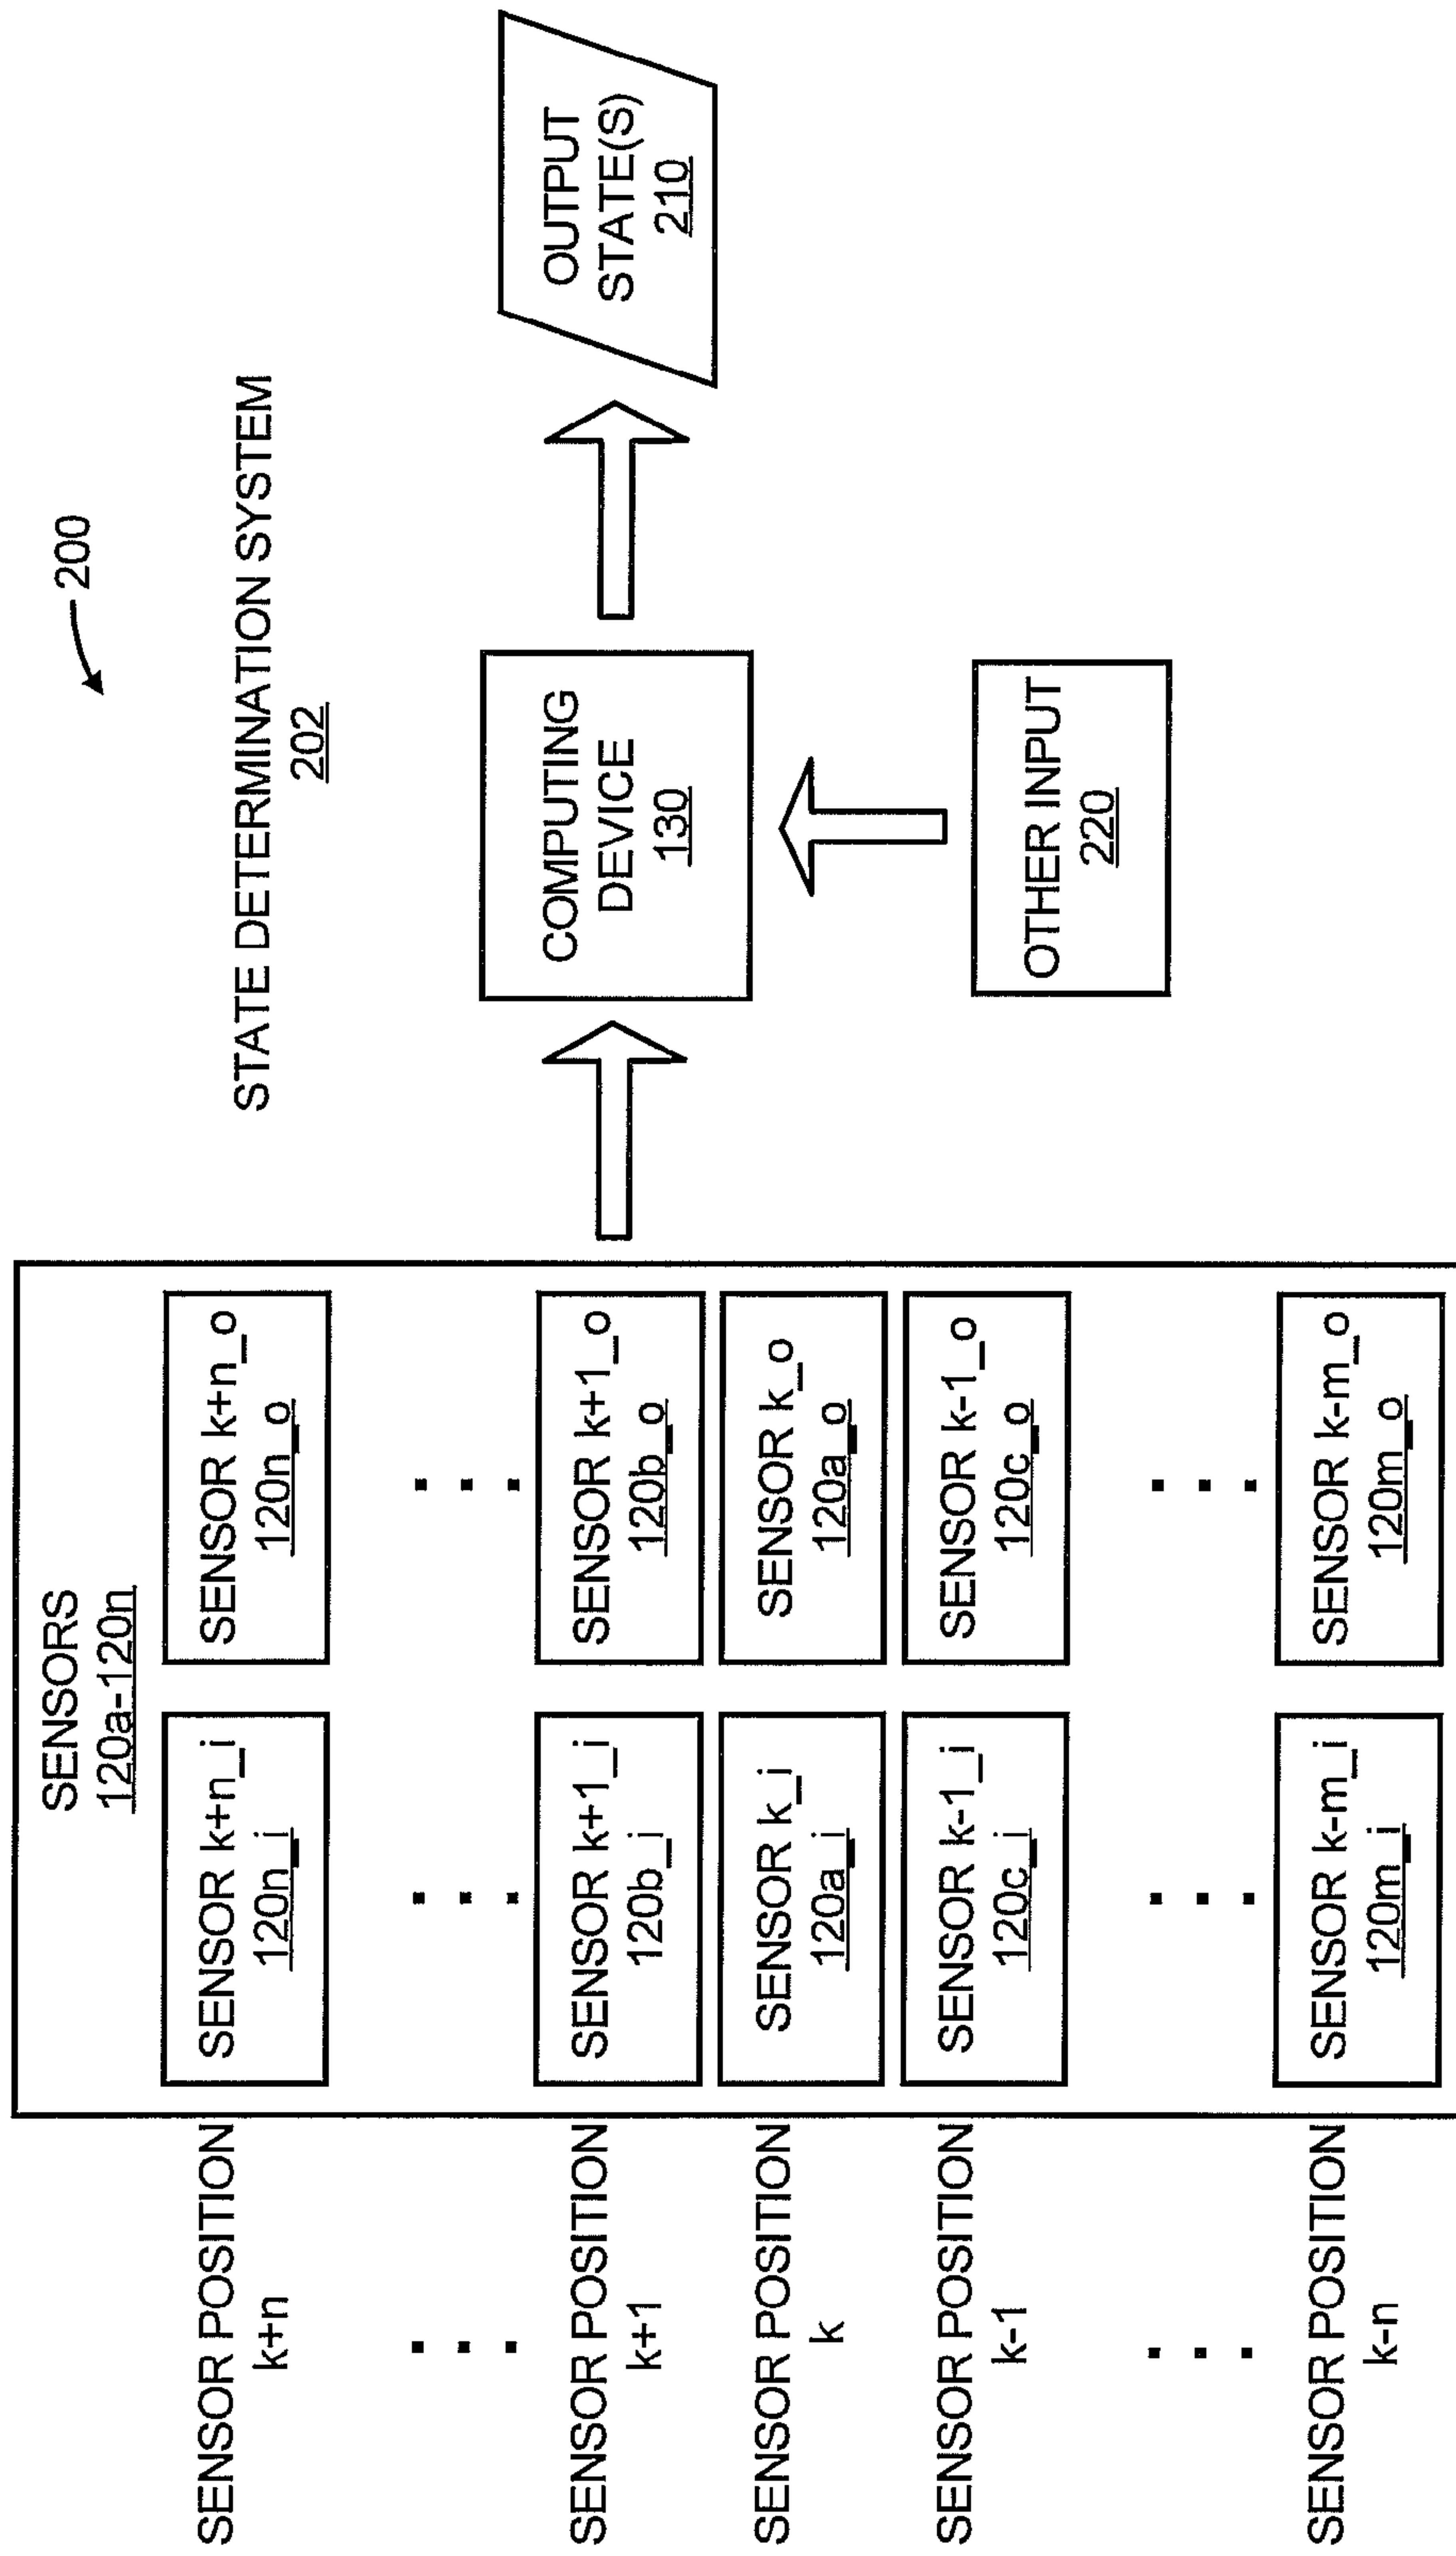 200
STATE DETERMINATION SYSTEM
202
SENSORS
120a-120n
SENSOR POSITION
k+n
SENSOR k+n_i
120n_i
SENSOR k+n_o
120n_o
SENSOR POSITION
k+1
SENSOR k+1_i
120b_i
SENSOR k+1_o
120b_o
SENSOR POSITION
k
SENSOR k_i
120a_i
SENSOR k_o
120a_o
SENSOR POSITION
k-1
SENSOR k-1_i
120c_i
SENSOR k-1_o
120c_o
SENSOR POSITION
k-n
SENSOR k-m_i
120m_i
SENSOR k-m_o
120m_o
COMPUTING
DEVICE
130
OUTPUT
STATE(S)
210
OTHER INPUT
220